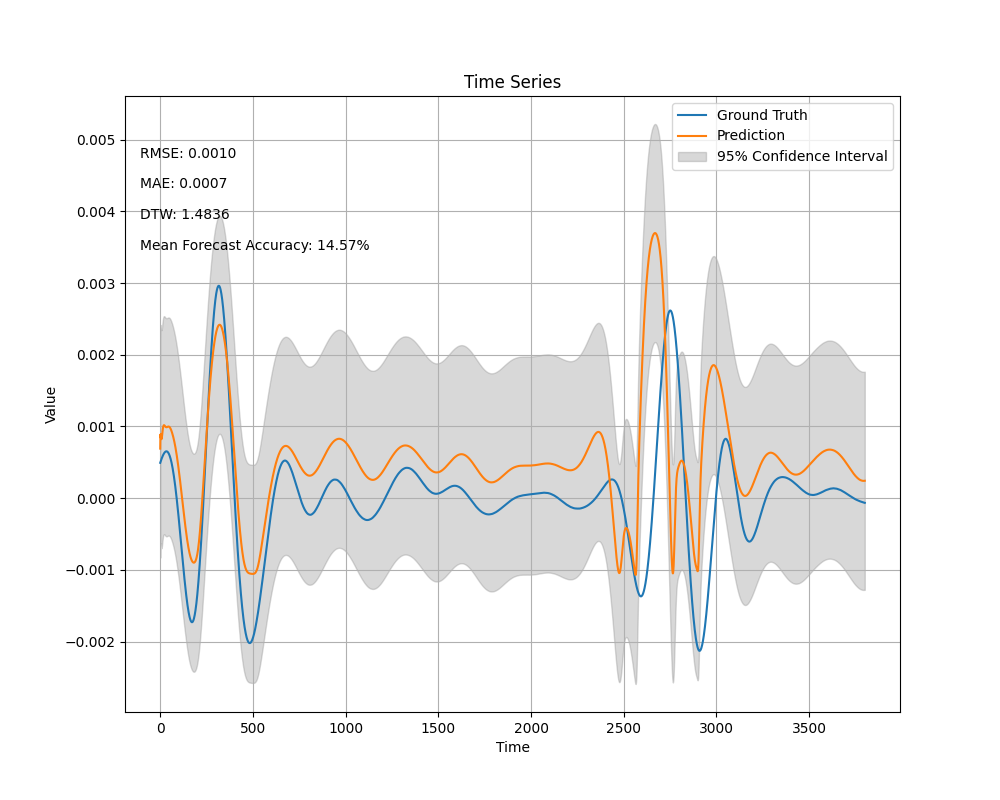 Time Series
Ground Truth
Prediction
95% Confidence Interval
RMSE: 0.0010
MAE: 0.0007
DTW: 1.4836
Mean Forecast Accuracy: 14.57%
0.005
0.004
0.003
0.002
0.001
0.000
−0.001
−0.002
Value
0 500 1000 1500 2000 2500 3000 3500
Time